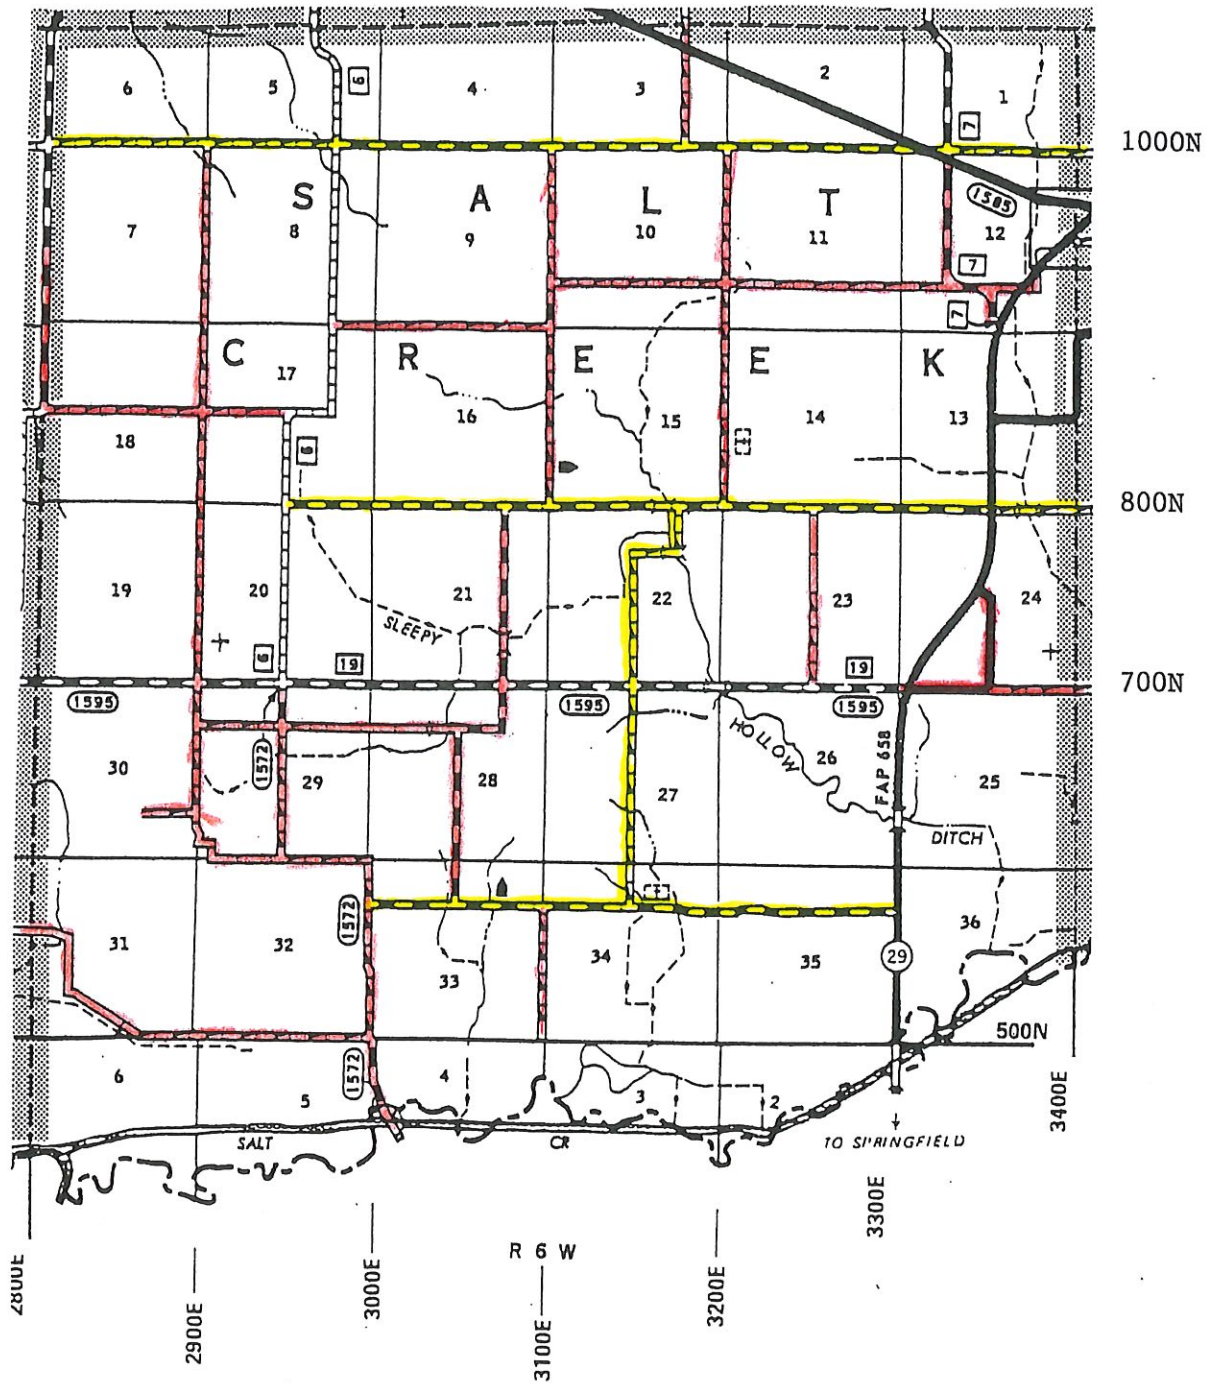 6 5 6 4 3 2 1
7
1000N
S A L T
1585
7 8 9 10 11 12
7
7
C R E E K
17
18 16 15 14 13
6
800N
19 20 21 22 23 24
SLEEPY
6 19 19
700N
1595 1595 1595
1572
HOLLOW
30 29 28 27 26 25
FAP 658
DITCH
31 32 1572 33 34 35 36
29
500N
6 5 1572 4 3 2
SALT CR TO SPRINGFIELD
3400E
3300E
R 6 W
2800E 2900E 3000E 3100E 3200E